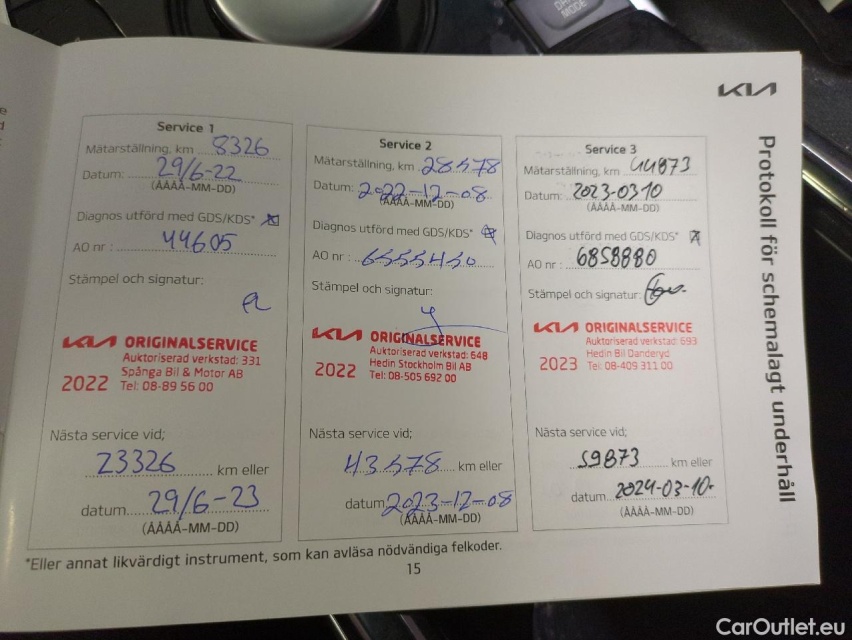 DRIVE
MODE
KIA
Protokoll för schemalagt underhåll
Service 1
Mätarställning, km 8326
Datum: 29/6-22
(ÅÅÅÅ-MM-DD)
Diagnos utförd med GDS/KDS*
AO nr : 44605
Stämpel och signatur:
KIA ORIGINALSERVICE
Auktoriserad verkstad: 331
Spånga Bil & Motor AB
2022 Tel: 08-89 56 00
Nästa service vid;
23326 km eller
datum 29/6-23
(ÅÅÅÅ-MM-DD)
Service 2
Mätarställning, km 28578
Datum: 2022-12-08
(ÅÅÅÅ-MM-DD)
Diagnos utförd med GDS/KDS*
AO nr : 6555450
Stämpel och signatur:
KIA ORIGINALSERVICE
Auktoriserad verkstad: 648
Hedin Stockholm Bil AB
2022 Tel: 08-505 692 00
Nästa service vid;
43578 km eller
datum 2023-12-08
(ÅÅÅÅ-MM-DD)
Service 3
Mätarställning, km 44873
Datum: 2023-0310
(ÅÅÅÅ-MM-DD)
Diagnos utförd med GDS/KDS*
AO nr : 6858880
Stämpel och signatur:
KIA ORIGINALSERVICE
Auktoriserad verkstad: 693
Hedin Bil Danderyd
2023 Tel: 08-409 311 00
Nästa service vid;
59873 km eller
datum 2024-03-10
(ÅÅÅÅ-MM-DD)
*Eller annat likvärdigt instrument, som kan avläsa nödvändiga felkoder.
15
CarOutlet.eu